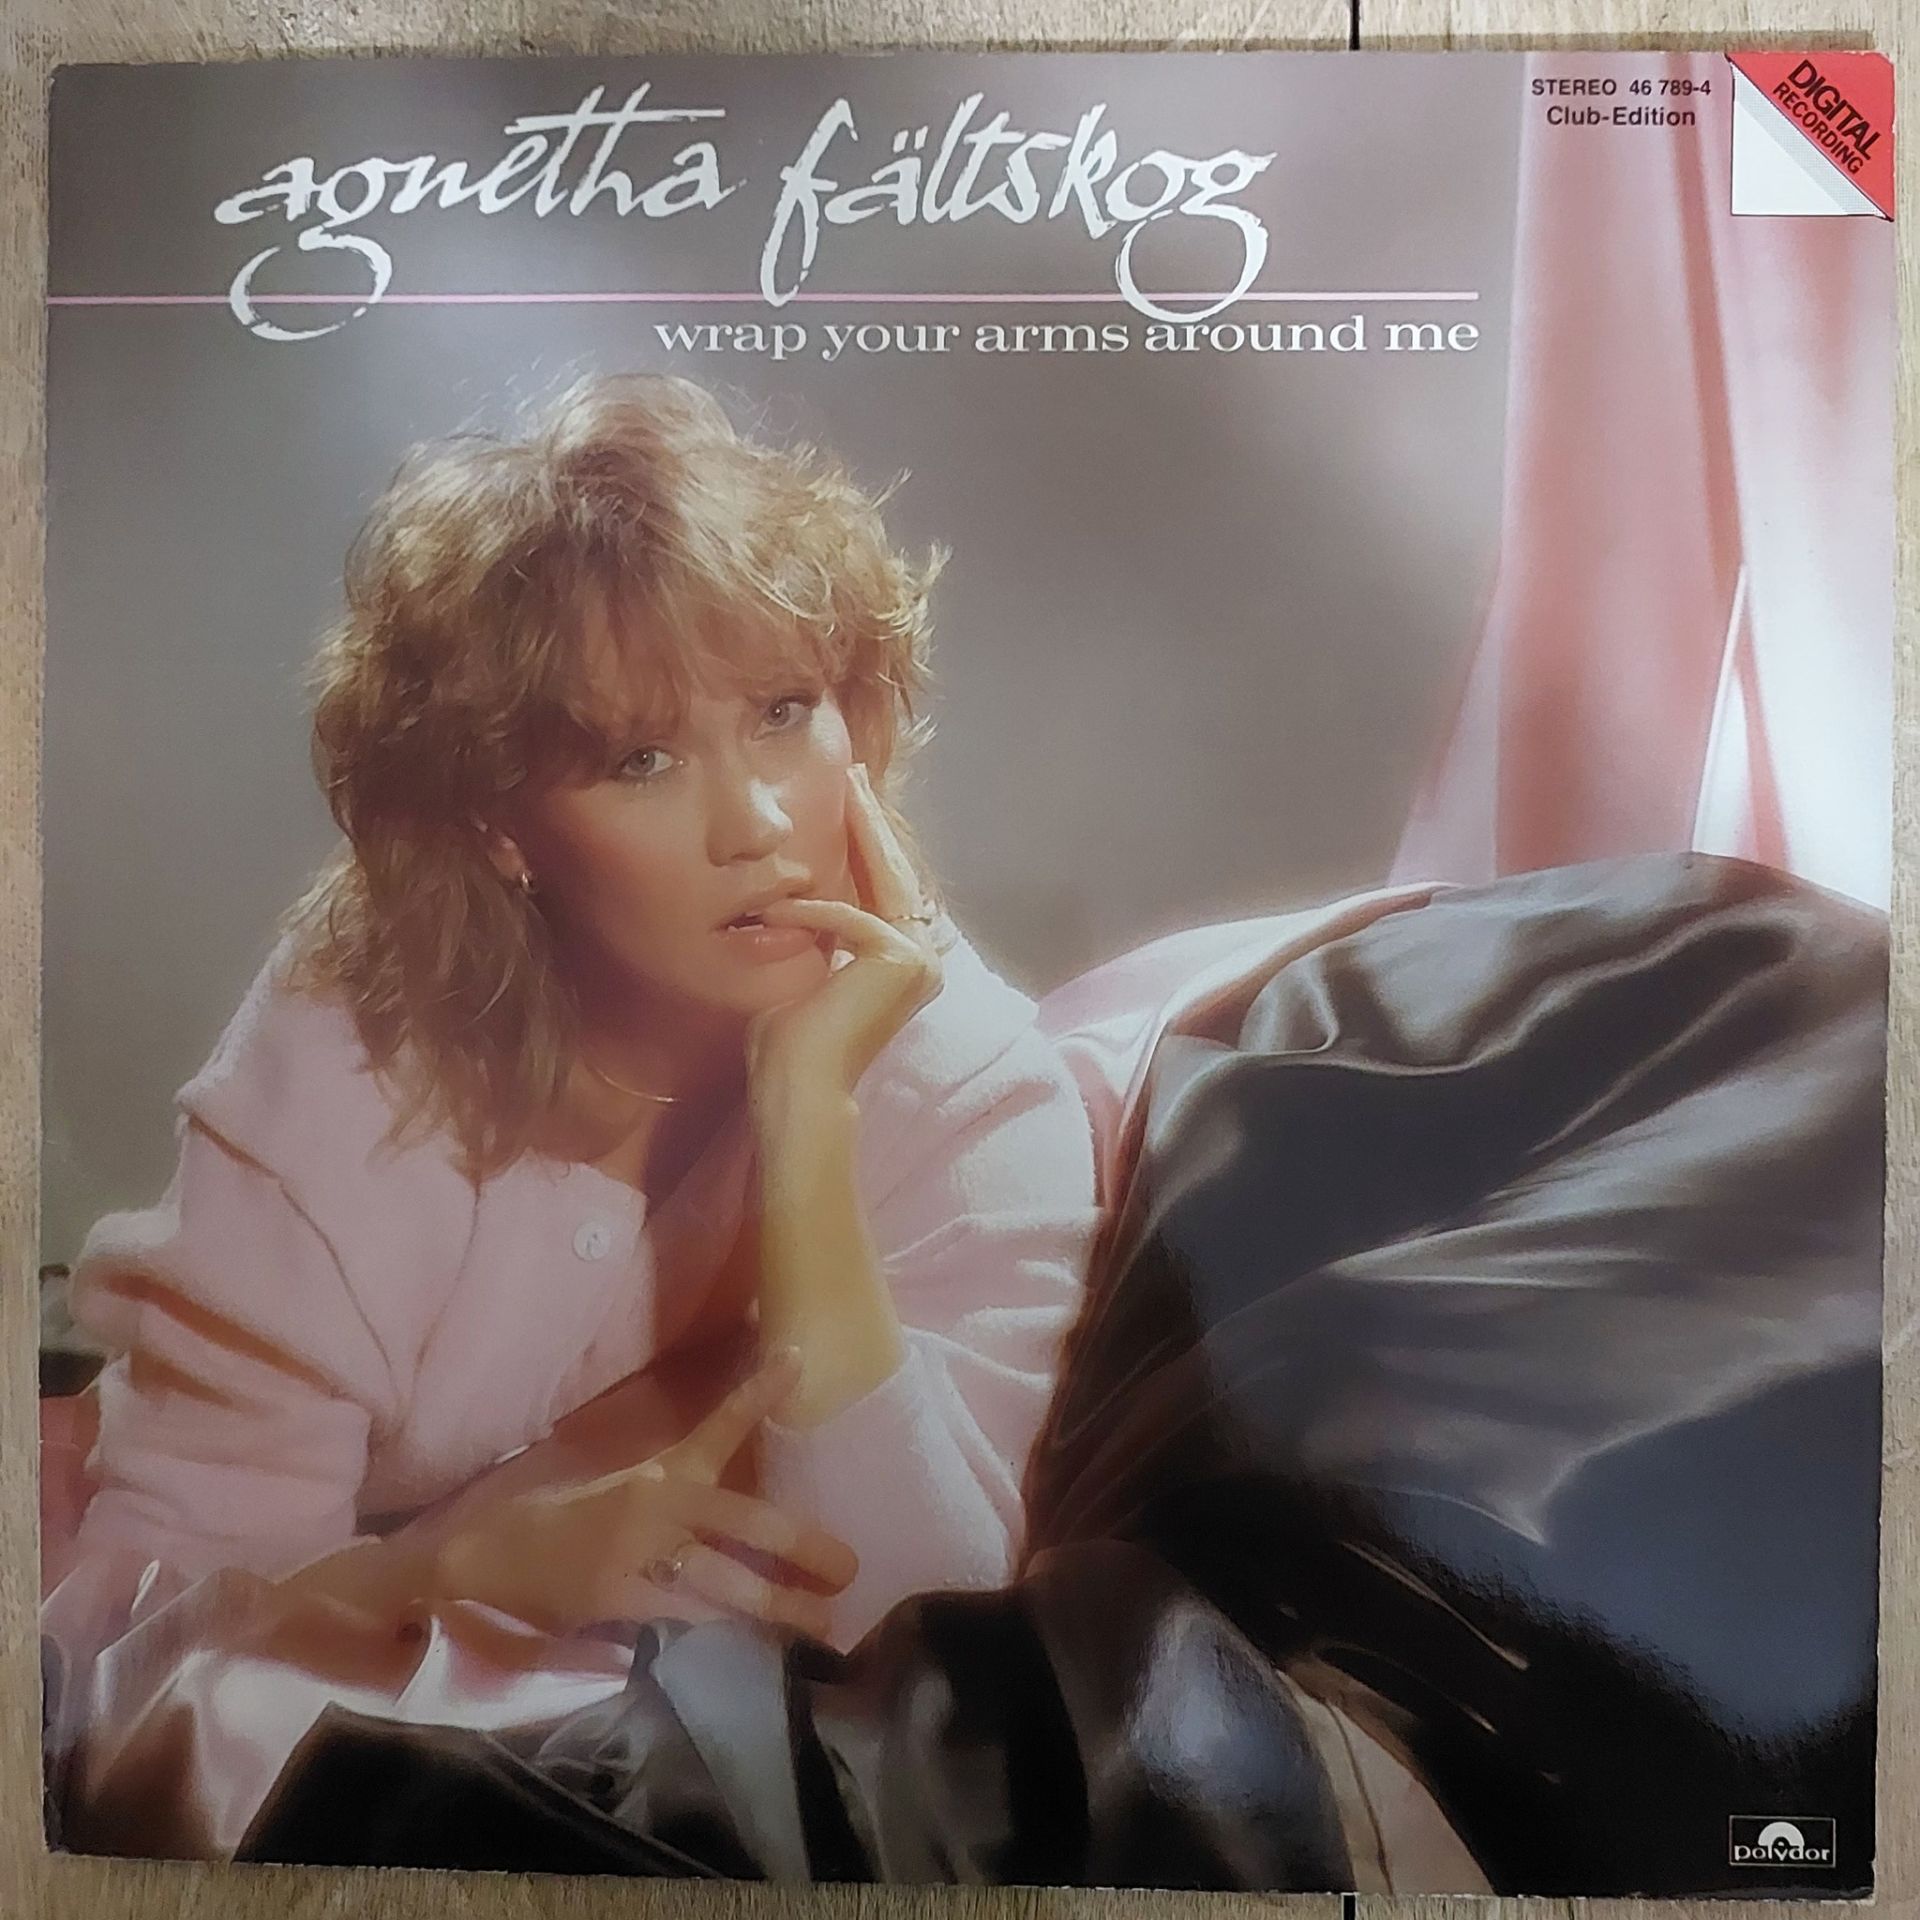 agnetha fältskog
wrap your arms around me
STEREO 46 789-4
Club-Edition
DIGITAL
RECORDING
polydor